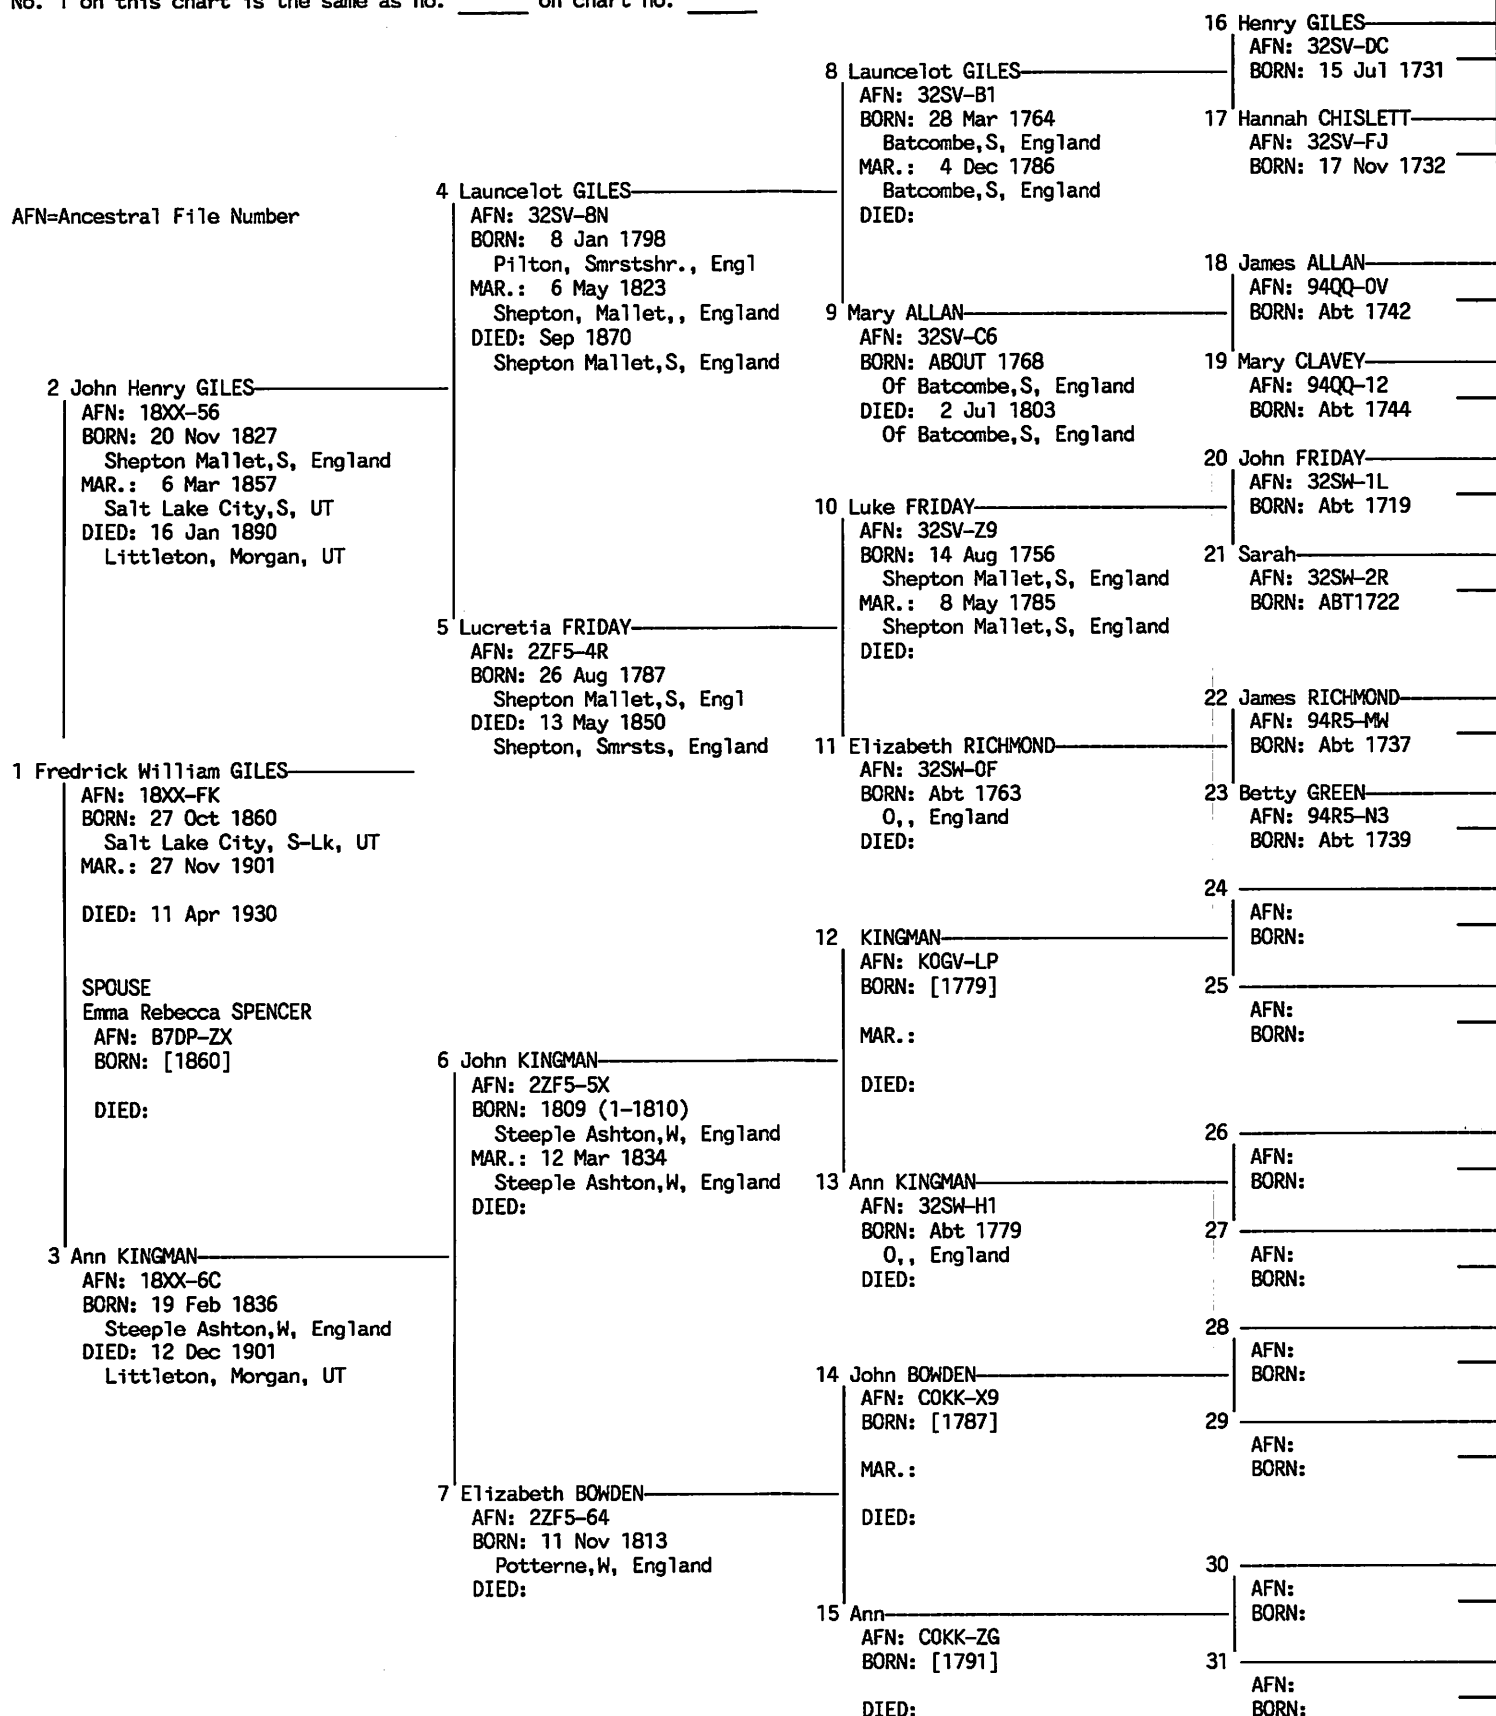 No. 1 on this chart is the same as no. ______ on chart no. ______
AFN=Ancestral File Number
1 Fredrick William GILES
AFN: 18XX-FK
BORN: 27 Oct 1860
Salt Lake City, S-Lk, UT
MAR.: 27 Nov 1901
DIED: 11 Apr 1930
SPOUSE
Emma Rebecca SPENCER
AFN: B7DP-ZX
BORN: [1860]
DIED:
2 John Henry GILES
AFN: 18XX-56
BORN: 20 Nov 1827
Shepton Mallet,S, England
MAR.: 6 Mar 1857
Salt Lake City,S, UT
DIED: 16 Jan 1890
Littleton, Morgan, UT
3 Ann KINGMAN
AFN: 18XX-6C
BORN: 19 Feb 1836
Steeple Ashton,W, England
DIED: 12 Dec 1901
Littleton, Morgan, UT
4 Launcelot GILES
AFN: 32SV-8N
BORN: 8 Jan 1798
Pilton, Smrstshr., Engl
MAR.: 6 May 1823
Shepton, Mallet,, England
DIED: Sep 1870
Shepton Mallet,S, England
5 Lucretia FRIDAY
AFN: 2ZF5-4R
BORN: 26 Aug 1787
Shepton Mallet,S, Engl
DIED: 13 May 1850
Shepton, Smrsts, England
6 John KINGMAN
AFN: 2ZF5-5X
BORN: 1809 (1-1810)
Steeple Ashton,W, England
MAR.: 12 Mar 1834
Steeple Ashton,W, England
DIED:
7 Elizabeth BOWDEN
AFN: 2ZF5-64
BORN: 11 Nov 1813
Potterne,W, England
DIED:
8 Launcelot GILES
AFN: 32SV-B1
BORN: 28 Mar 1764
Batcombe,S, England
MAR.: 4 Dec 1786
Batcombe,S, England
DIED:
9 Mary ALLAN
AFN: 32SV-C6
BORN: ABOUT 1768
Of Batcombe,S, England
DIED: 2 Jul 1803
Of Batcombe,S, England
10 Luke FRIDAY
AFN: 32SV-Z9
BORN: 14 Aug 1756
Shepton Mallet,S, England
MAR.: 8 May 1785
Shepton Mallet,S, England
DIED:
11 Elizabeth RICHMOND
AFN: 32SW-0F
BORN: Abt 1763
O,, England
DIED:
12 KINGMAN
AFN: K0GV-LP
BORN: [1779]
MAR.:
DIED:
13 Ann KINGMAN
AFN: 32SW-H1
BORN: Abt 1779
O,, England
DIED:
14 John BOWDEN
AFN: C0KK-X9
BORN: [1787]
MAR.:
DIED:
15 Ann
AFN: C0KK-ZG
BORN: [1791]
DIED:
16 Henry GILES
AFN: 32SV-DC
BORN: 15 Jul 1731
17 Hannah CHISLETT
AFN: 32SV-FJ
BORN: 17 Nov 1732
18 James ALLAN
AFN: 94QQ-0V
BORN: Abt 1742
19 Mary CLAVEY
AFN: 94QQ-12
BORN: Abt 1744
20 John FRIDAY
AFN: 32SW-1L
BORN: Abt 1719
21 Sarah
AFN: 32SW-2R
BORN: ABT1722
22 James RICHMOND
AFN: 94R5-MW
BORN: Abt 1737
23 Betty GREEN
AFN: 94R5-N3
BORN: Abt 1739
24
AFN:
BORN:
25
AFN:
BORN:
26
AFN:
BORN:
27
AFN:
BORN:
28
AFN:
BORN:
29
AFN:
BORN:
30
AFN:
BORN:
31
AFN:
BORN: